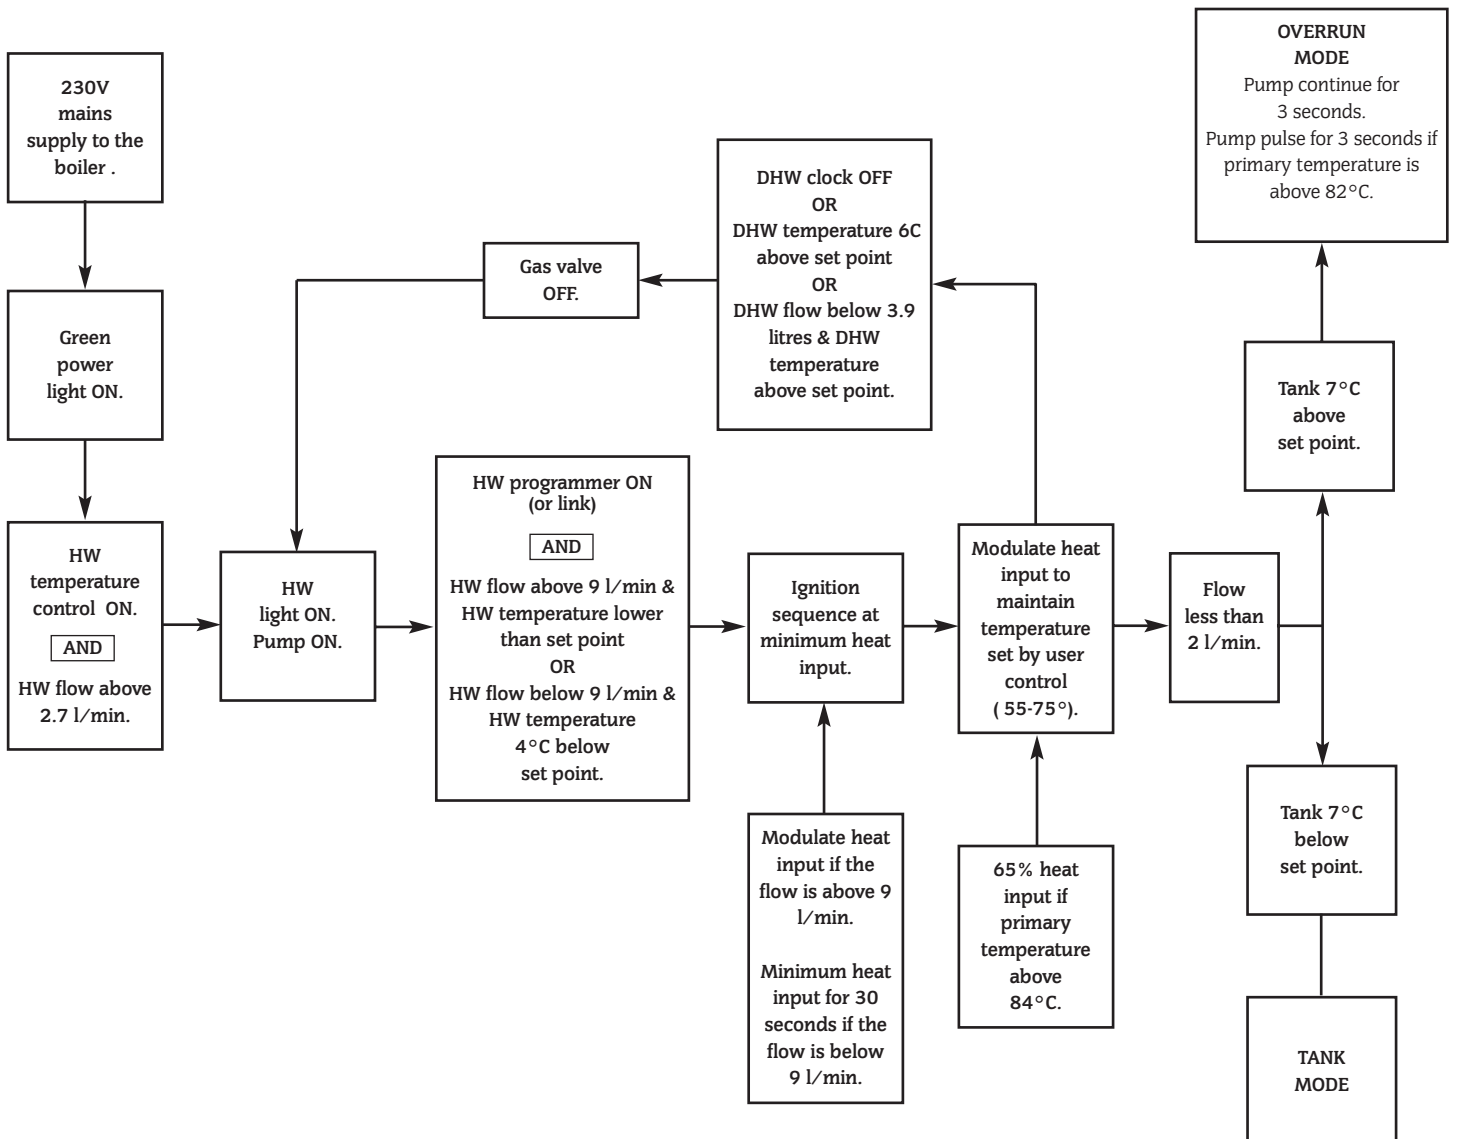 230V
mains
supply to the
boiler .
Green
power
light ON.
HW
temperature
control ON.
AND
HW flow above
2.7 l/min.
HW
light ON.
Pump ON.
HW programmer ON
(or link)
AND
HW flow above 9 l/min &
HW temperature lower
than set point
OR
HW flow below 9 l/min &
HW temperature
4°C below
set point.
Ignition
sequence at
minimum heat
input.
Modulate heat
input if the
flow is above 9
l/min.
Minimum heat
input for 30
seconds if the
flow is below
9 l/min.
Modulate heat
input to
maintain
temperature
set by user
control
( 55-75°).
65% heat
input if
primary
temperature
above
84°C.
DHW clock OFF
OR
DHW temperature 6C
above set point
OR
DHW flow below 3.9
litres & DHW
temperature
above set point.
Gas valve
OFF.
Flow
less than
2 l/min.
Tank 7°C
above
set point.
OVERRUN
MODE
Pump continue for
3 seconds.
Pump pulse for 3 seconds if
primary temperature is
above 82°C.
Tank 7°C
below
set point.
TANK
MODE